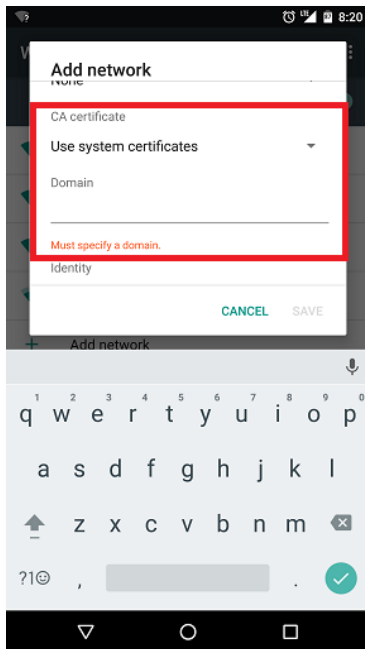 LTE 8:20
W
Add network
None
CA certificate
Use system certificates
Domain
Must specify a domain.
Identity
CANCEL SAVE
+ Add network
1 2 3 4 5 6 7 8 9 0
q w e r t y u i o p
a s d f g h j k l
z x c v b n m
?1☺ , .